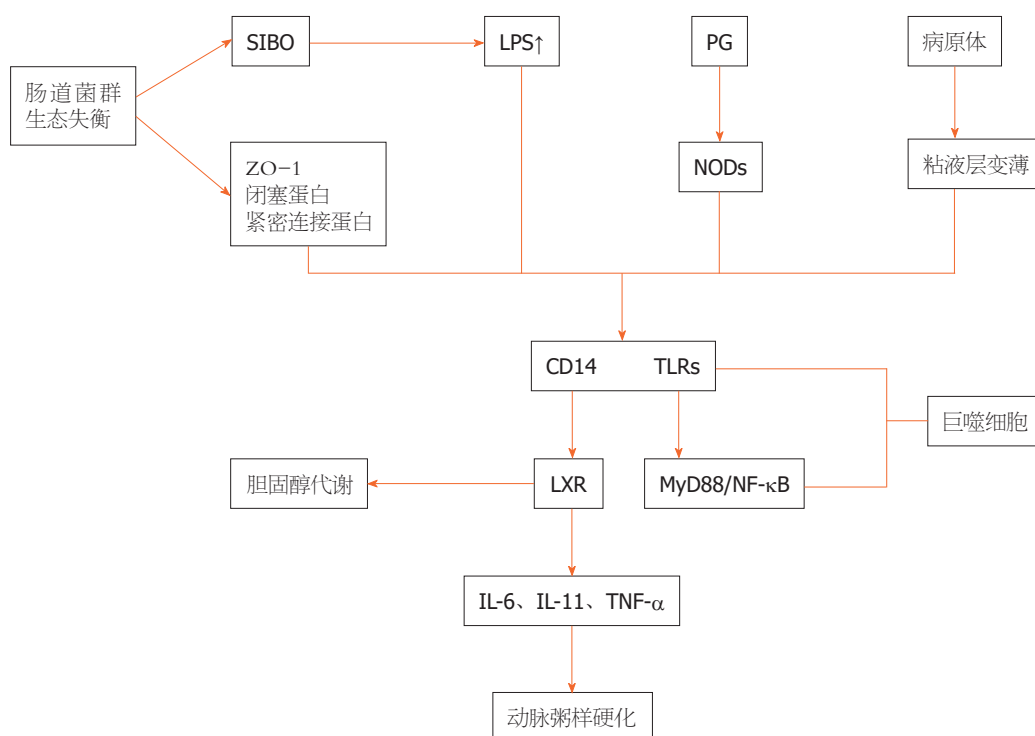 SIBO
LPS↑
PG
病原体
肠道菌群
生态失衡
ZO-1
闭塞蛋白
紧密连接蛋白
NODs
粘液层变薄
CD14 TLRs
巨噬细胞
胆固醇代谢
LXR
MyD88/NF-κB
IL-6、IL-11、TNF-α
动脉粥样硬化